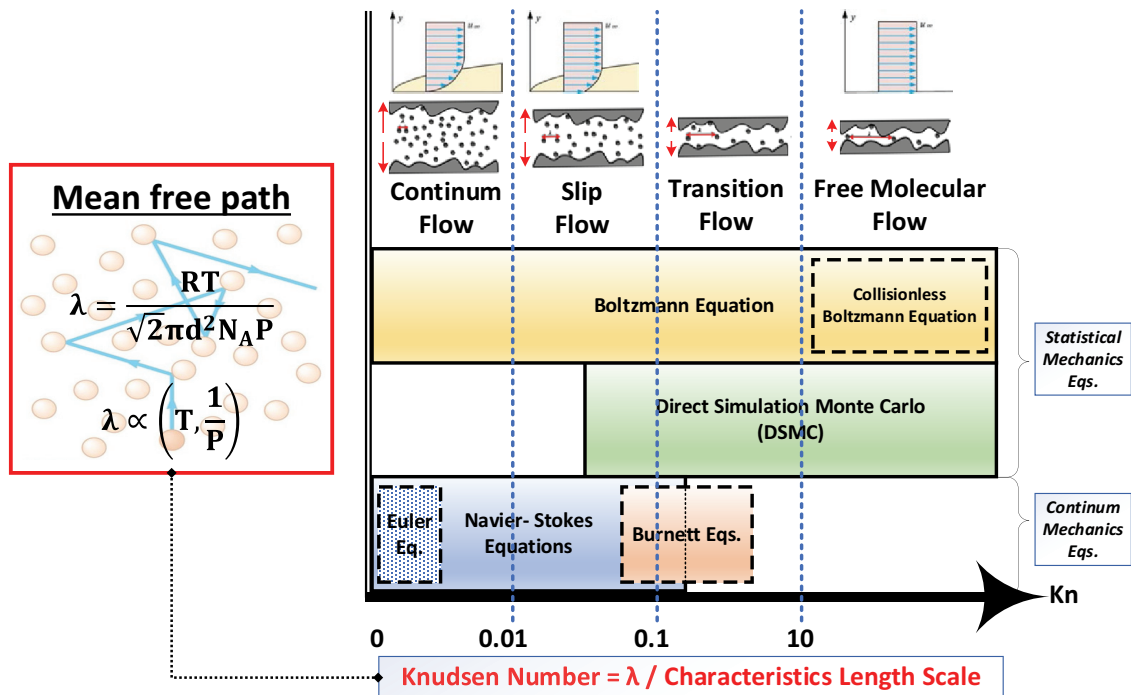 y
u∞
y
u∞
y
u∞
λ
λ
λ
λ
Continum
Flow
Slip
Flow
Transition
Flow
Free Molecular
Flow
Mean free path
λ = RT / √2πd²N_AP
λ ∝ (T, 1/P)
Boltzmann Equation
Collisionless
Boltzmann Equation
Direct Simulation Monte Carlo
(DSMC)
Euler
Eq.
Navier- Stokes
Equations
Burnett Eqs.
Statistical
Mechanics
Eqs.
Continum
Mechanics
Eqs.
Kn
0
0.01
0.1
10
Knudsen Number = λ / Characteristics Length Scale